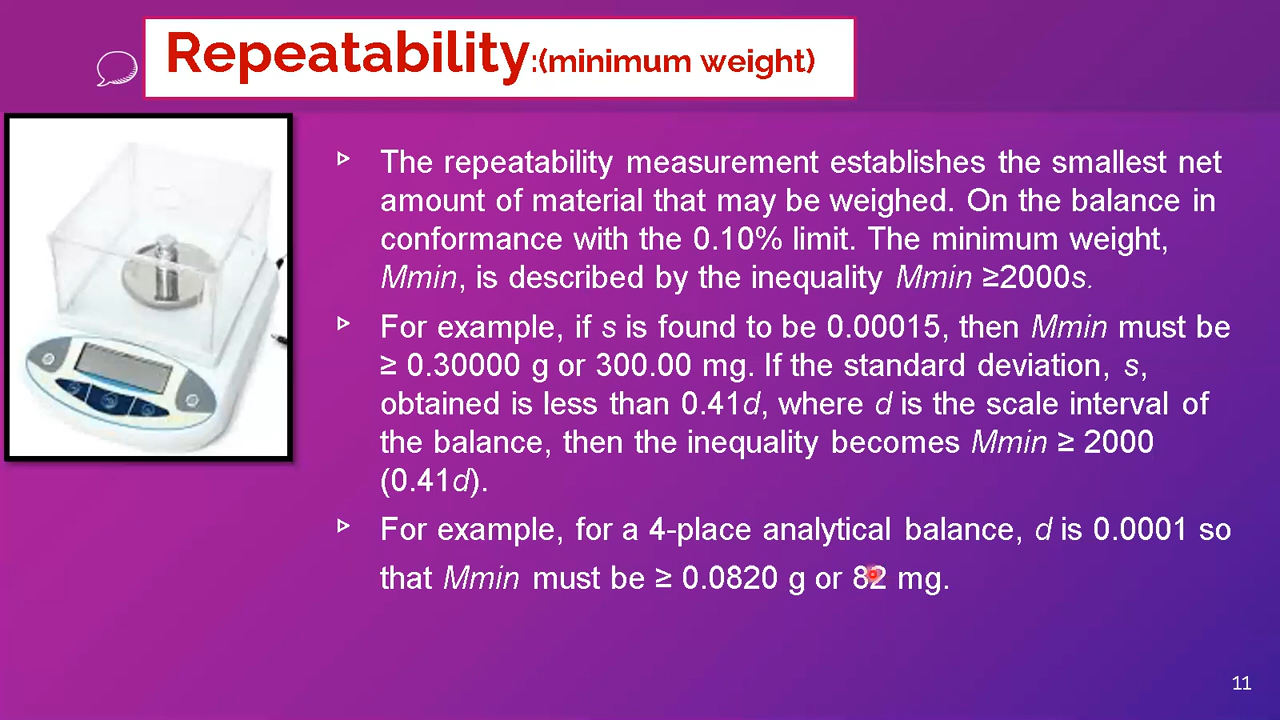 Repeatability:(minimum weight)
The repeatability measurement establishes the smallest net
amount of material that may be weighed. On the balance in
conformance with the 0.10% limit. The minimum weight,
Mmin, is described by the inequality Mmin ≥2000s.
For example, if s is found to be 0.00015, then Mmin must be
≥ 0.30000 g or 300.00 mg. If the standard deviation, s,
obtained is less than 0.41d, where d is the scale interval of
the balance, then the inequality becomes Mmin ≥ 2000
(0.41d).
For example, for a 4-place analytical balance, d is 0.0001 so
that Mmin must be ≥ 0.0820 g or 82 mg.
11